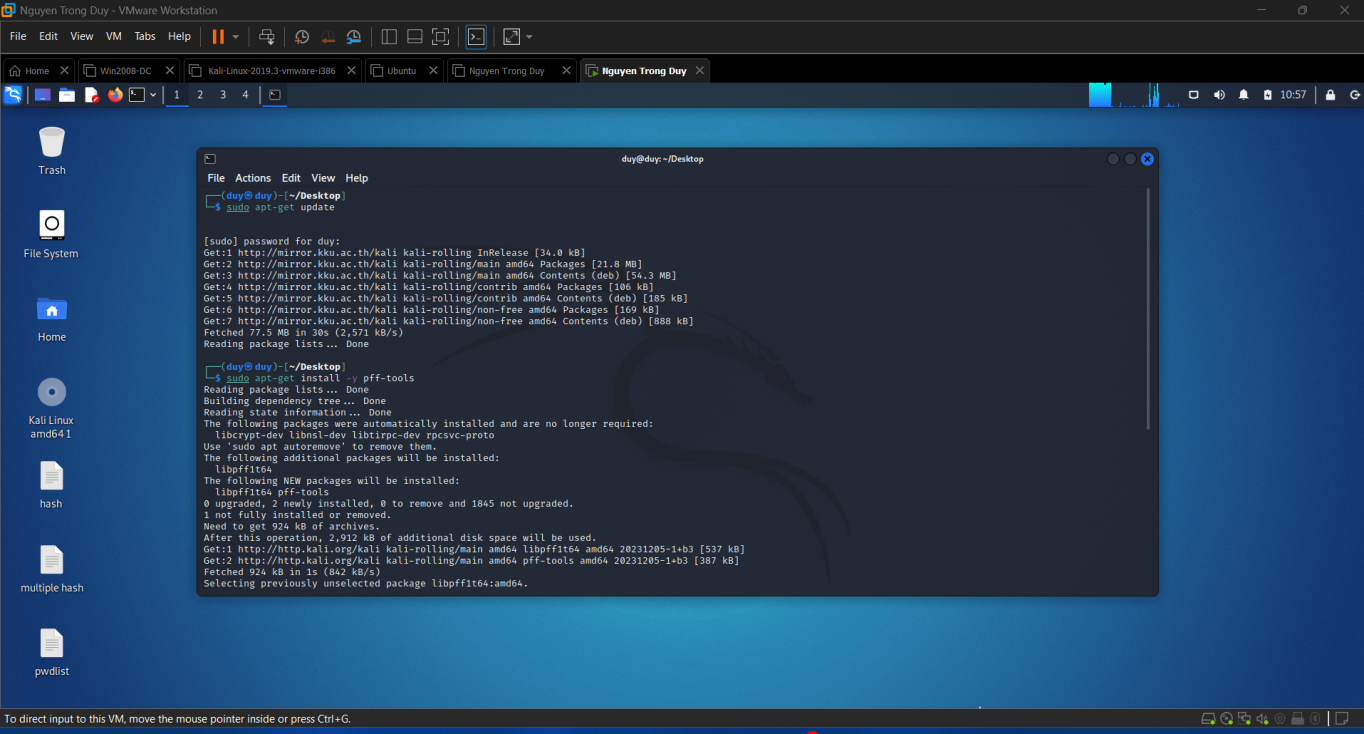 Nguyen Trong Duy - VMware Workstation
File Edit View VM Tabs Help
Home Win2008-DC Kali-Linux-2019.3-vmware-i386 Ubuntu Nguyen Trong Duy Nguyen Trong Duy
1 2 3 4 10:57
Trash
File System
Home
Kali Linux
amd64 1
hash
multiple hash
pwdlist
duy@duy: ~/Desktop
File Actions Edit View Help
┌──(duy㉿duy)-[~/Desktop]
└─$ sudo apt-get update
[sudo] password for duy:
Get:1 http://mirror.kku.ac.th/kali kali-rolling InRelease [34.0 kB]
Get:2 http://mirror.kku.ac.th/kali kali-rolling/main amd64 Packages [21.8 MB]
Get:3 http://mirror.kku.ac.th/kali kali-rolling/main amd64 Contents (deb) [54.3 MB]
Get:4 http://mirror.kku.ac.th/kali kali-rolling/contrib amd64 Packages [106 kB]
Get:5 http://mirror.kku.ac.th/kali kali-rolling/contrib amd64 Contents (deb) [185 kB]
Get:6 http://mirror.kku.ac.th/kali kali-rolling/non-free amd64 Packages [169 kB]
Get:7 http://mirror.kku.ac.th/kali kali-rolling/non-free amd64 Contents (deb) [888 kB]
Fetched 77.5 MB in 30s (2,571 kB/s)
Reading package lists... Done
┌──(duy㉿duy)-[~/Desktop]
└─$ sudo apt-get install -y pff-tools
Reading package lists... Done
Building dependency tree... Done
Reading state information... Done
The following packages were automatically installed and are no longer required:
libcrypt-dev libnsl-dev libtirpc-dev rpcsvc-proto
Use 'sudo apt autoremove' to remove them.
The following additional packages will be installed:
libpff1t64
The following NEW packages will be installed:
libpff1t64 pff-tools
0 upgraded, 2 newly installed, 0 to remove and 1845 not upgraded.
1 not fully installed or removed.
Need to get 924 kB of archives.
After this operation, 2,912 kB of additional disk space will be used.
Get:1 http://http.kali.org/kali kali-rolling/main amd64 libpff1t64 amd64 20231205-1+b3 [537 kB]
Get:2 http://http.kali.org/kali kali-rolling/main amd64 pff-tools amd64 20231205-1+b3 [387 kB]
Fetched 924 kB in 1s (842 kB/s)
Selecting previously unselected package libpff1t64:amd64.
To direct input to this VM, move the mouse pointer inside or press Ctrl+G.